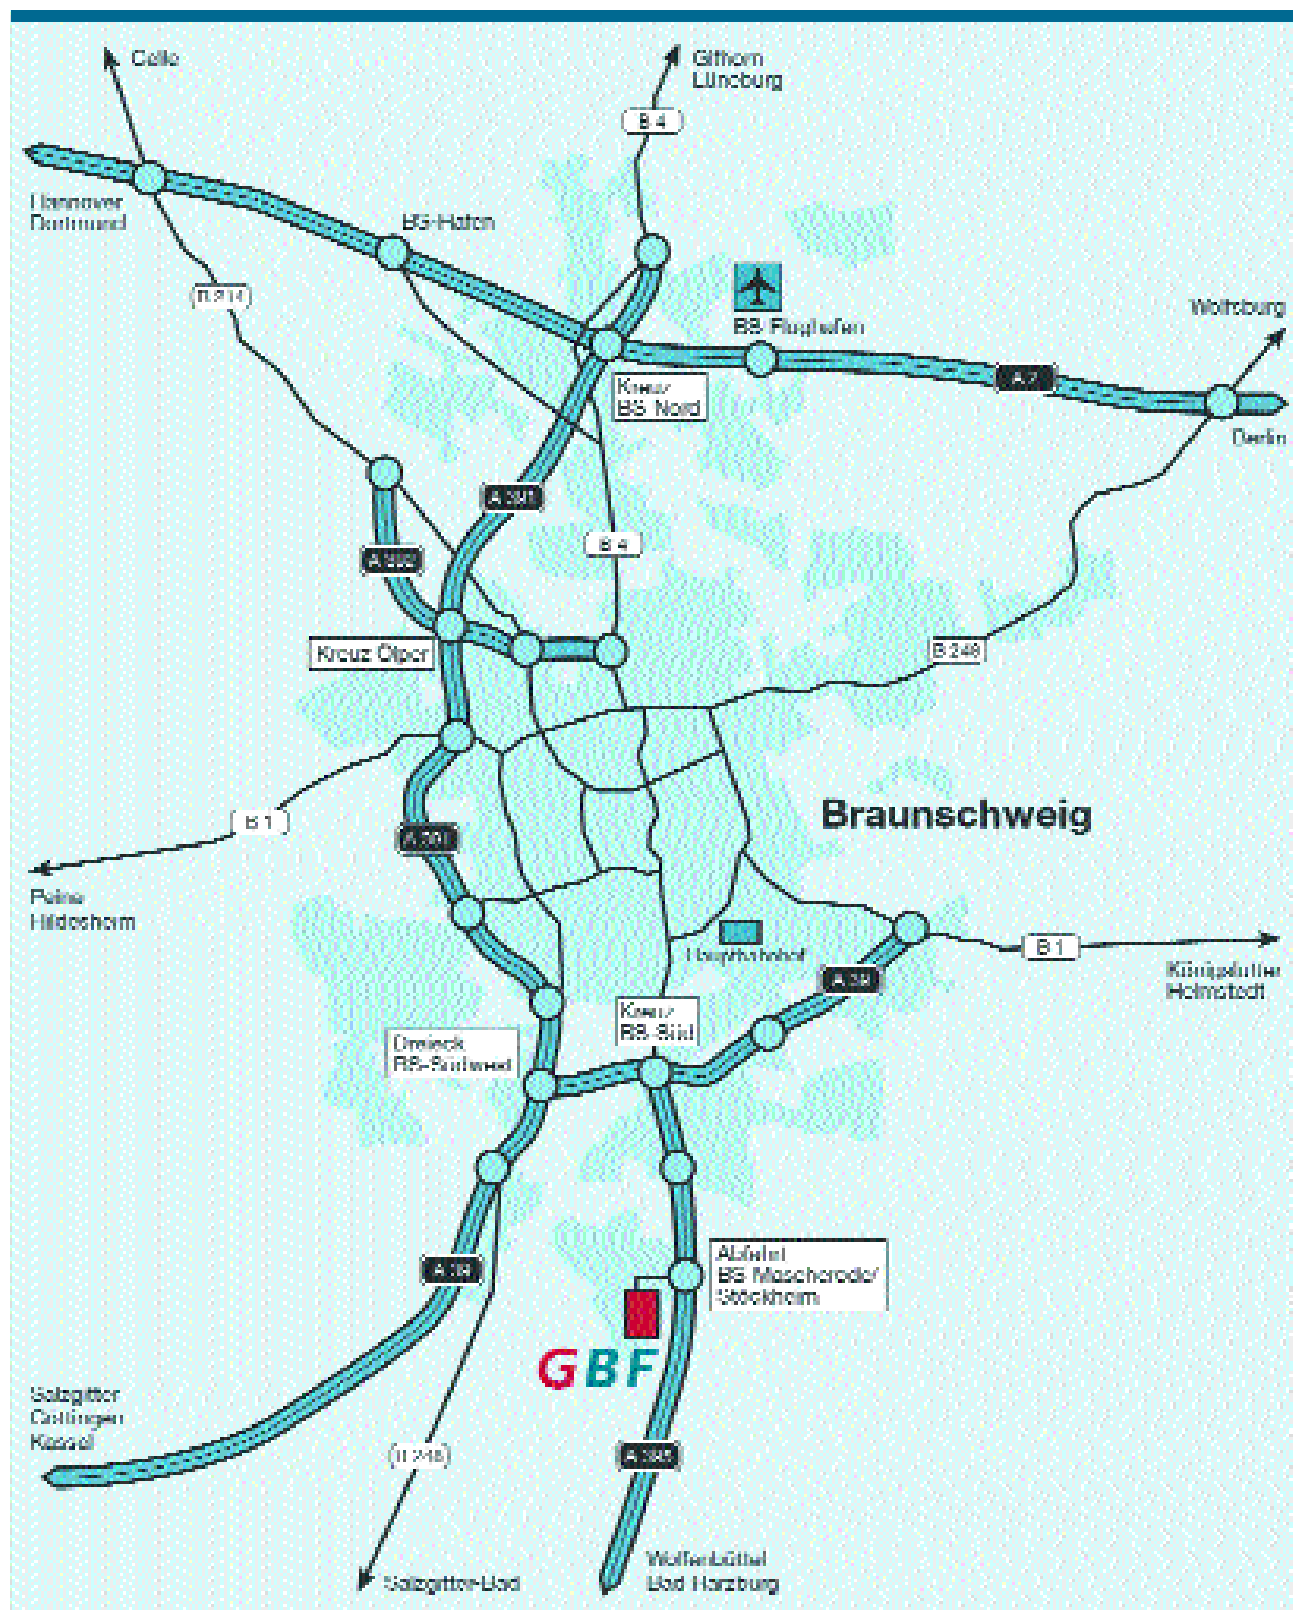 Celle
Gifhorn
Lüneburg
B 4
Hannover
Dortmund
BS-Hafen
B 214
BS-Flughafen
Wolfsburg
A 2
Kreuz
BS-Nord
Berlin
A 391
B 4
A 392
Kreuz Ölper
B 248
Braunschweig
B 1
A 391
Peine
Hildesheim
Hauptbahnhof
B 1
A 39
Königslutter
Helmstedt
Kreuz
BS-Süd
Dreieck
BS-Südwest
Abfahrt
BS-Mascherode/
Stöckheim
A 39
GBF
Salzgitter
Göttingen
Kassel
B 248
A 395
Wolfenbüttel
Bad Harzburg
Salzgitter-Bad